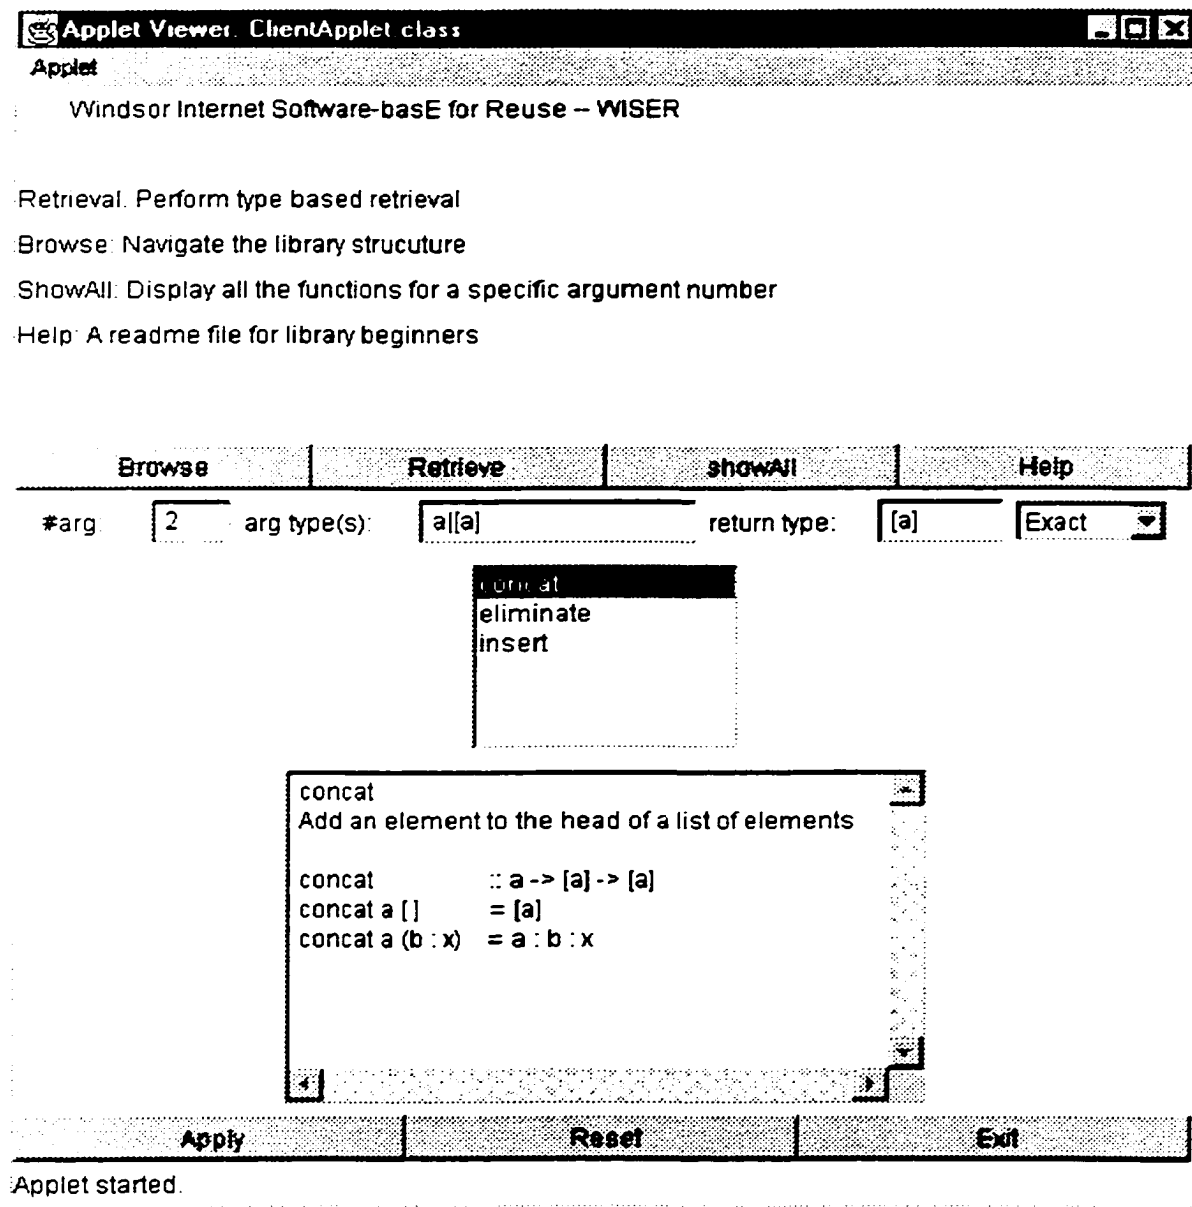 Applet Viewer. ClientApplet.class
Applet
Windsor Internet Software-basE for Reuse -- WISER
Retrieval. Perform type based retrieval
Browse: Navigate the library strucuture
ShowAll: Display all the functions for a specific argument number
Help: A readme file for library beginners
Browse Retrieve showAll Help
#arg: 2 arg type(s): a|[a] return type: [a] Exact
concat
eliminate
insert
concat
Add an element to the head of a list of elements
concat :: a -> [a] -> [a]
concat a [ ] = [a]
concat a (b : x) = a : b : x
Apply Reset Exit
Applet started.